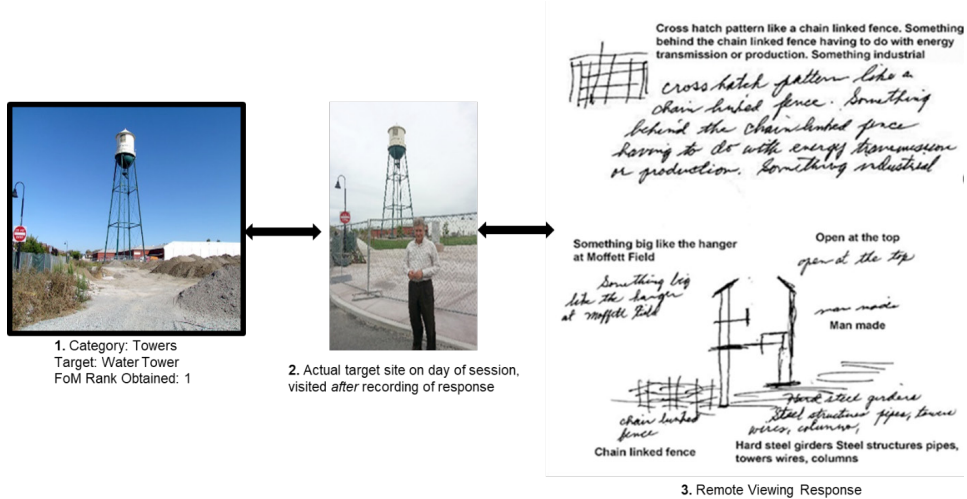 1. Category: Towers
Target: Water Tower
FoM Rank Obtained: 1
2. Actual target site on day of session,
visited after recording of response
Cross hatch pattern like a chain linked fence. Something
behind the chain linked fence having to do with energy
transmission or production. Something industrial
cross hatch pattern like a
chain linked fence. Something
behind the chain linked fence
having to do with energy transmission
or production. Something industrial
Something big like the hanger
at Moffett Field
Something big
like the hanger
at Moffett Field
Open at the top
open at the top
man made
Man made
chain linked
fence
Chain linked fence
Hard steel girders
Steel structures pipes, towers
wires, columns,
Hard steel girders Steel structures pipes,
towers wires, columns
3. Remote Viewing Response